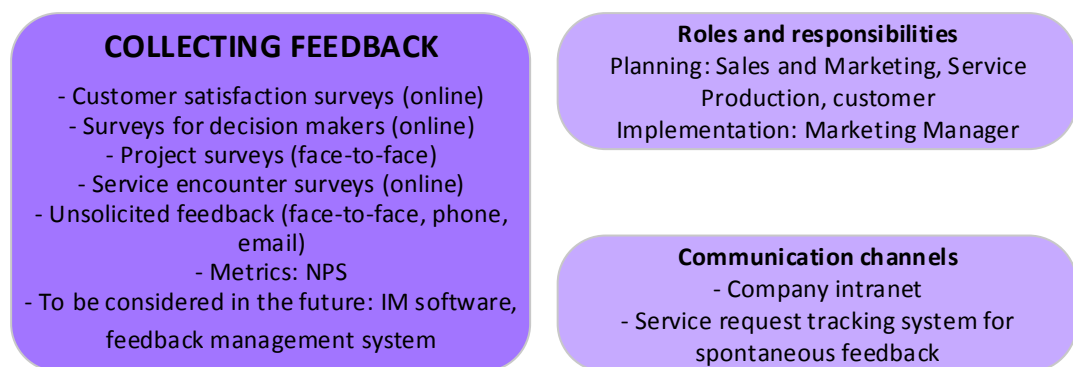 COLLECTING FEEDBACK
- Customer satisfaction surveys (online)
- Surveys for decision makers (online)
- Project surveys (face-to-face)
- Service encounter surveys (online)
- Unsolicited feedback (face-to-face, phone,
email)
- Metrics: NPS
- To be considered in the future: IM software,
feedback management system
Roles and responsibilities
Planning: Sales and Marketing, Service
Production, customer
Implementation: Marketing Manager
Communication channels
- Company intranet
- Service request tracking system for
spontaneous feedback